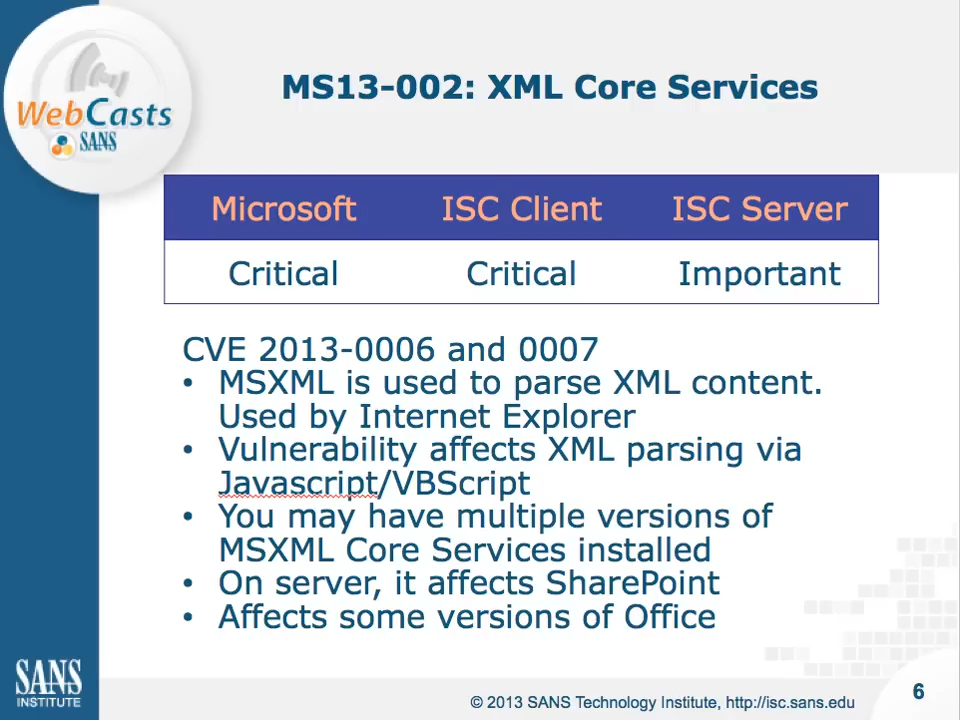 WebCasts
SANS
MS13-002: XML Core Services
Microsoft ISC Client ISC Server
Critical Critical Important
CVE 2013-0006 and 0007
• MSXML is used to parse XML content.
Used by Internet Explorer
• Vulnerability affects XML parsing via
Javascript/VBScript
• You may have multiple versions of
MSXML Core Services installed
• On server, it affects SharePoint
• Affects some versions of Office
SANS
INSTITUTE
© 2013 SANS Technology Institute, http://isc.sans.edu
6